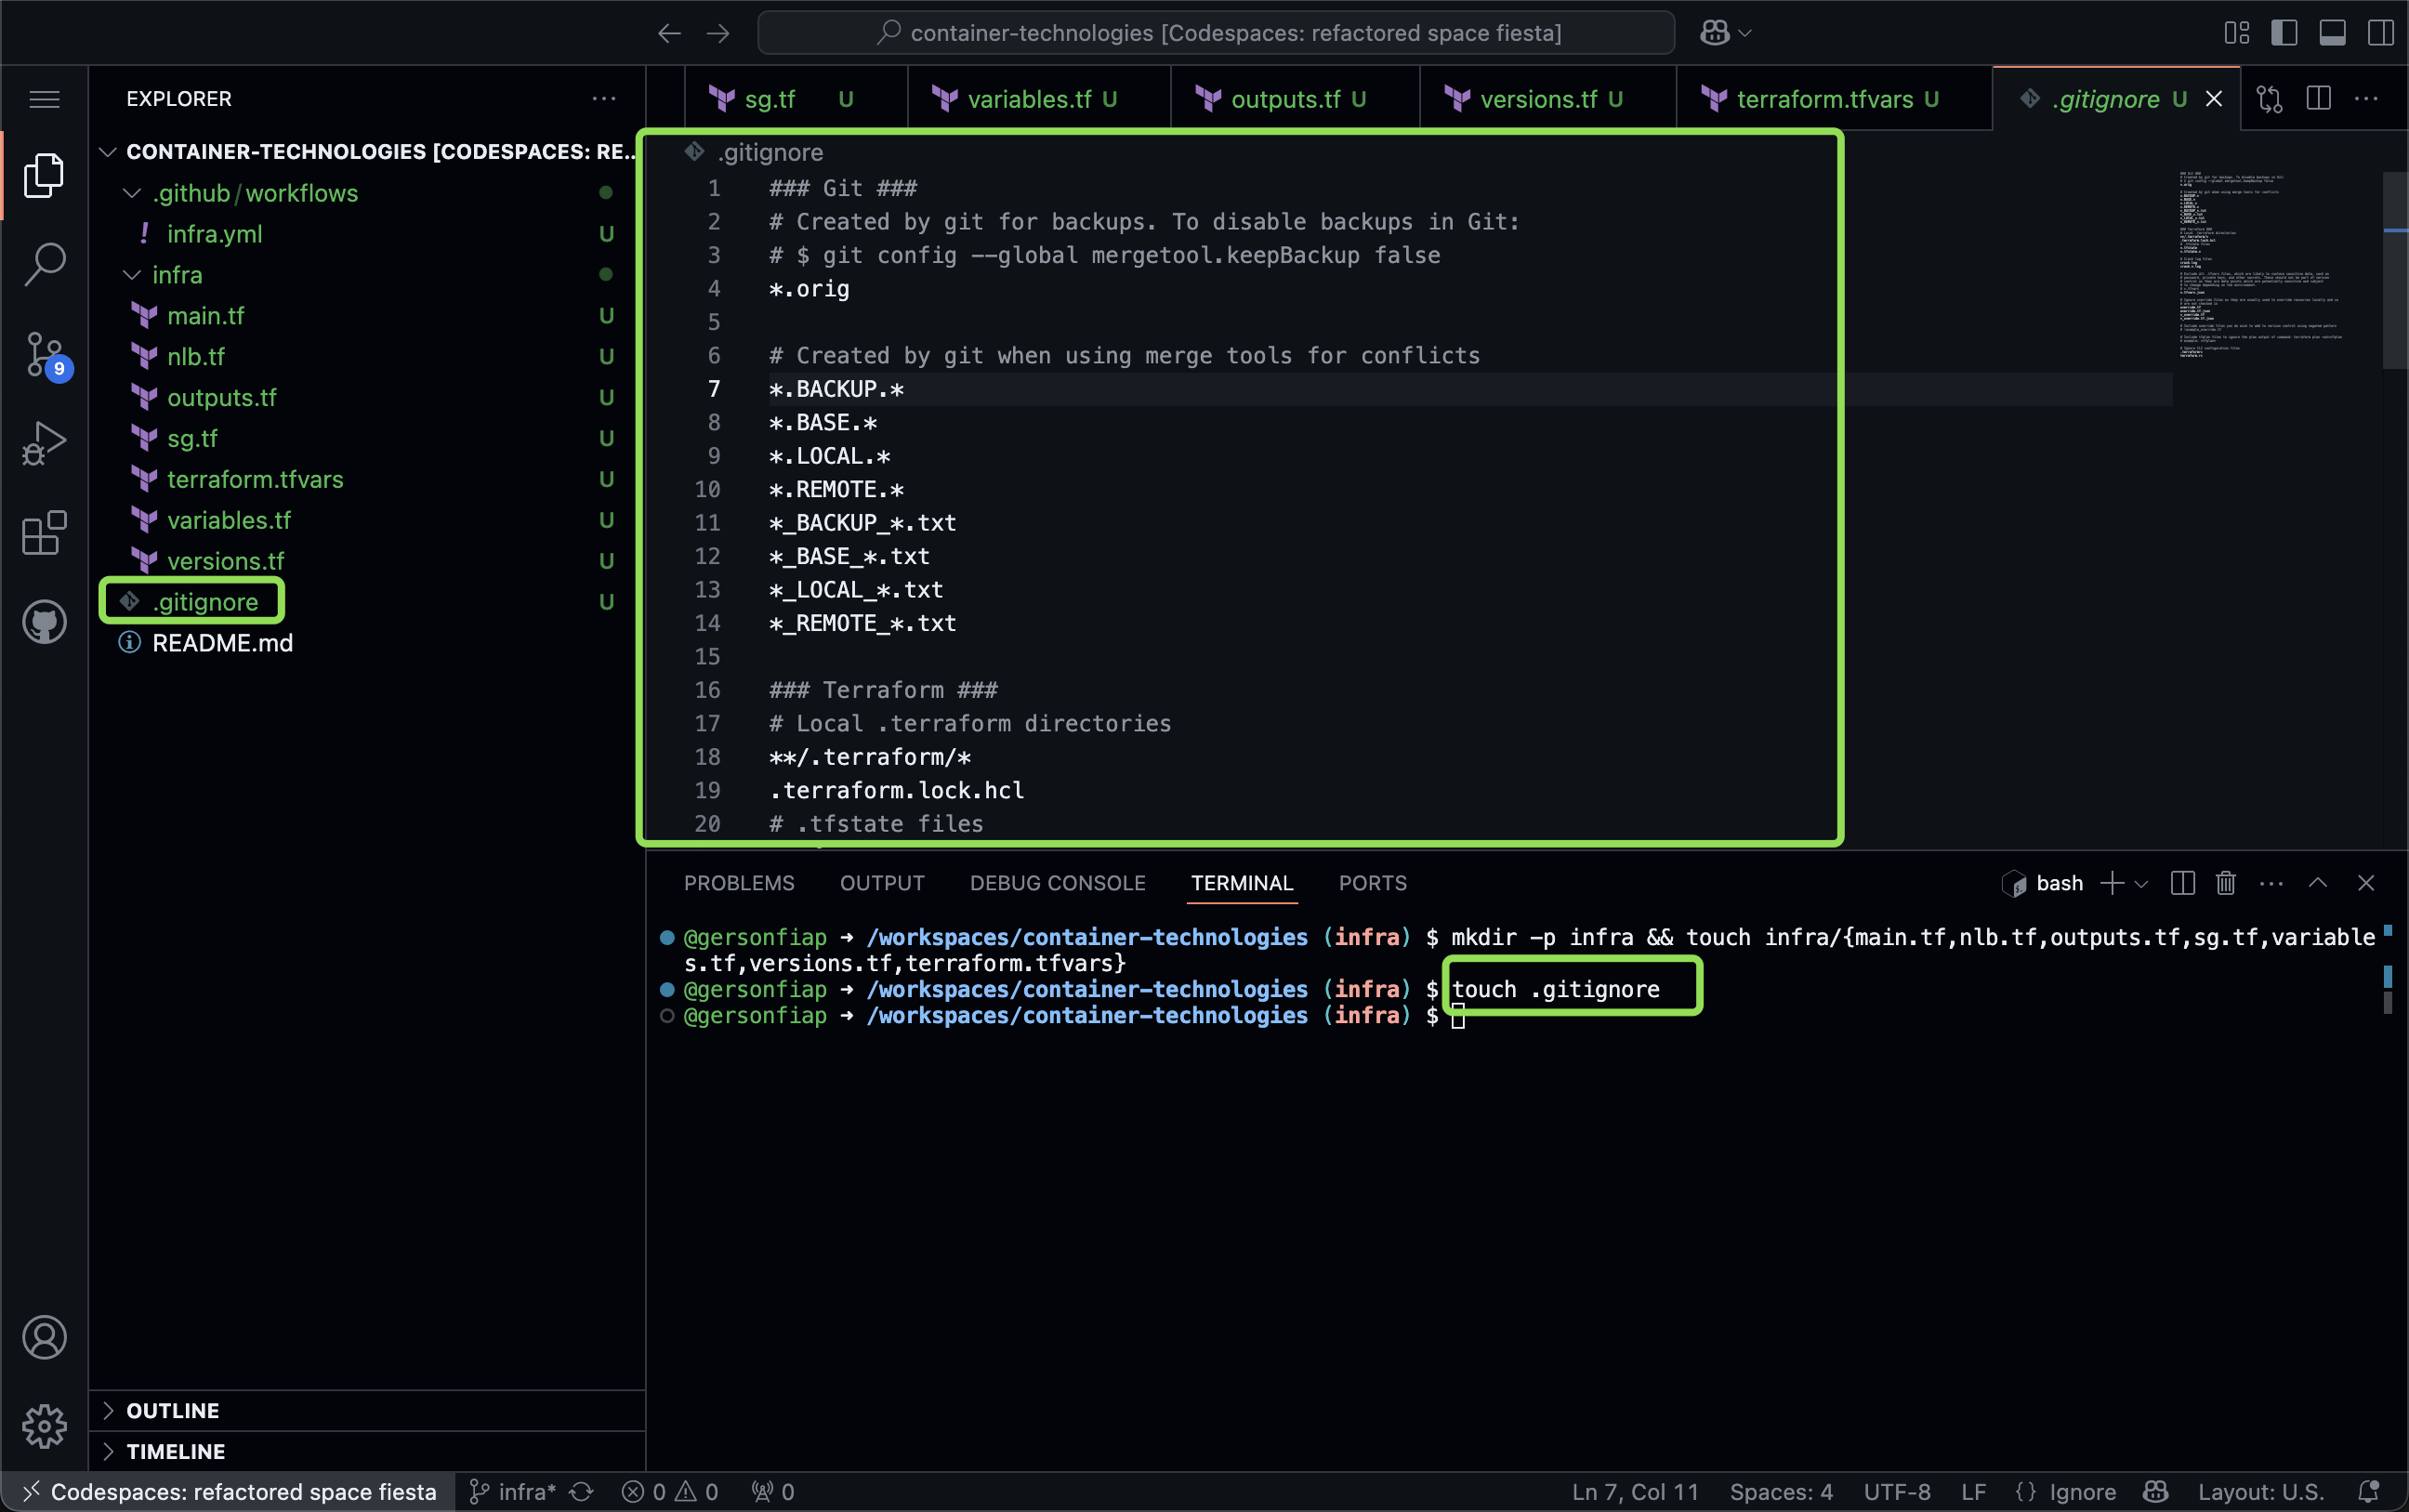 container-technologies [Codespaces: refactored space fiesta]
EXPLORER
sg.tf U
variables.tf U
outputs.tf U
versions.tf U
terraform.tfvars U
.gitignore U
CONTAINER-TECHNOLOGIES [CODESPACES: RE...
.github/workflows
infra.yml U
infra
main.tf U
nlb.tf U
outputs.tf U
sg.tf U
terraform.tfvars U
variables.tf U
versions.tf U
.gitignore U
README.md
9
OUTLINE
TIMELINE
.gitignore
1 ### Git ###
2 # Created by git for backups. To disable backups in Git:
3 # $ git config --global mergetool.keepBackup false
4 *.orig
5
6 # Created by git when using merge tools for conflicts
7 *.BACKUP.*
8 *.BASE.*
9 *.LOCAL.*
10 *.REMOTE.*
11 *_BACKUP_*.txt
12 *_BASE_*.txt
13 *_LOCAL_*.txt
14 *_REMOTE_*.txt
15
16 ### Terraform ###
17 # Local .terraform directories
18 **/.terraform/*
19 .terraform.lock.hcl
20 # .tfstate files
PROBLEMS OUTPUT DEBUG CONSOLE TERMINAL PORTS
bash
@gersonfiap ➜ /workspaces/container-technologies (infra) $ mkdir -p infra && touch infra/{main.tf,nlb.tf,outputs.tf,sg.tf,variable
s.tf,versions.tf,terraform.tfvars}
@gersonfiap ➜ /workspaces/container-technologies (infra) $ touch .gitignore
@gersonfiap ➜ /workspaces/container-technologies (infra) $
Codespaces: refactored space fiesta infra* 0 0 0 Ln 7, Col 11 Spaces: 4 UTF-8 LF {} Ignore Layout: U.S.